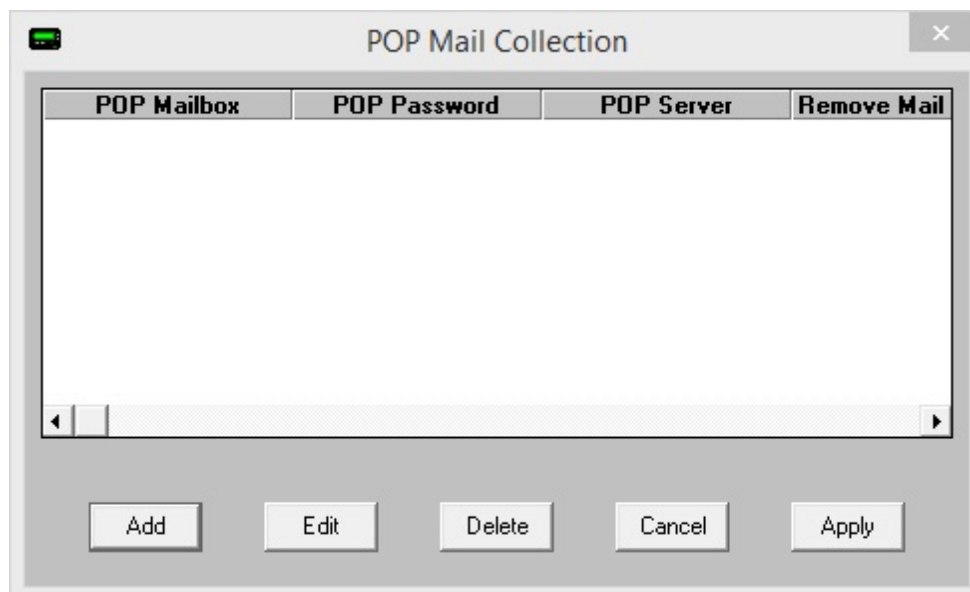 POP Mail Collection
POP Mailbox POP Password POP Server Remove Mail
Add Edit Delete Cancel Apply